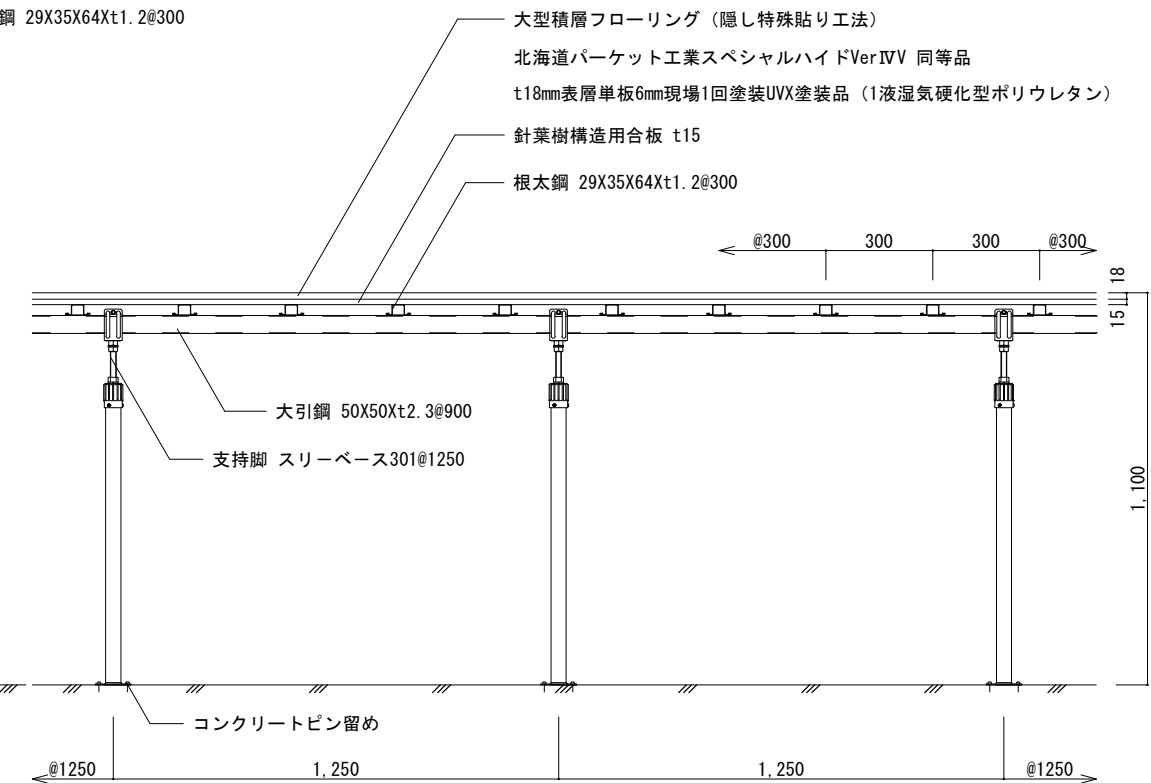 鋼 29X35X64Xt1.2@300
大型積層フローリング（隠し特殊貼り工法）
北海道パーケット工業スペシャルハイドVerⅣV 同等品
t18mm表層単板6mm現場1回塗装UVX塗装品（1液湿気硬化型ポリウレタン）
針葉樹構造用合板 t15
根太鋼 29X35X64Xt1.2@300
@300
300
300
@300
18
15
大引鋼 50X50Xt2.3@900
支持脚 スリーベース301@1250
1,100
コンクリートピン留め
@1250
1,250
1,250
@1250